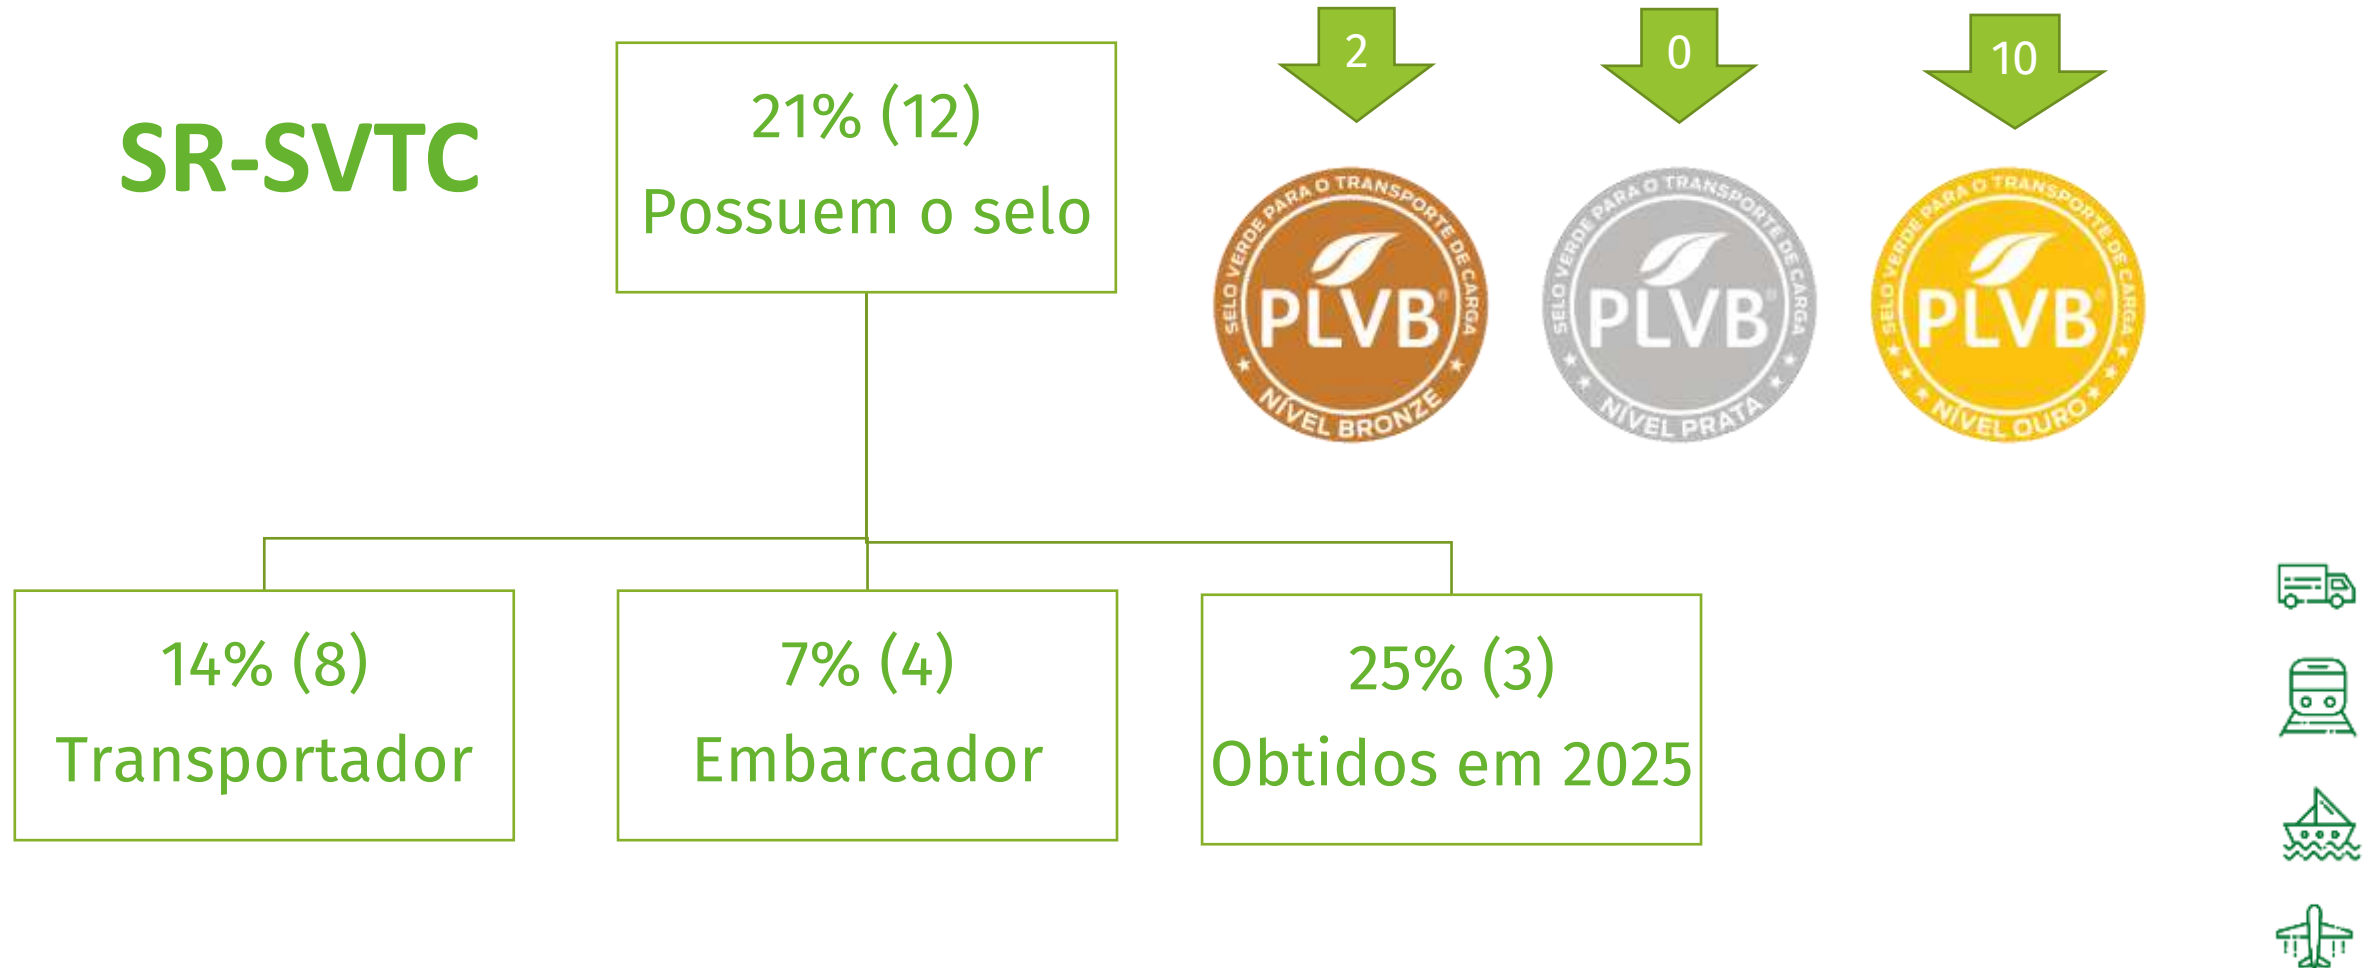 SR-SVTC
21% (12)
Possuem o selo
2
0
10
SELO VERDE PARA O TRANSPORTE DE CARGA
PLVB®
NÍVEL BRONZE
SELO VERDE PARA O TRANSPORTE DE CARGA
PLVB®
NÍVEL PRATA
SELO VERDE PARA O TRANSPORTE DE CARGA
PLVB®
NÍVEL OURO
14% (8)
Transportador
7% (4)
Embarcador
25% (3)
Obtidos em 2025